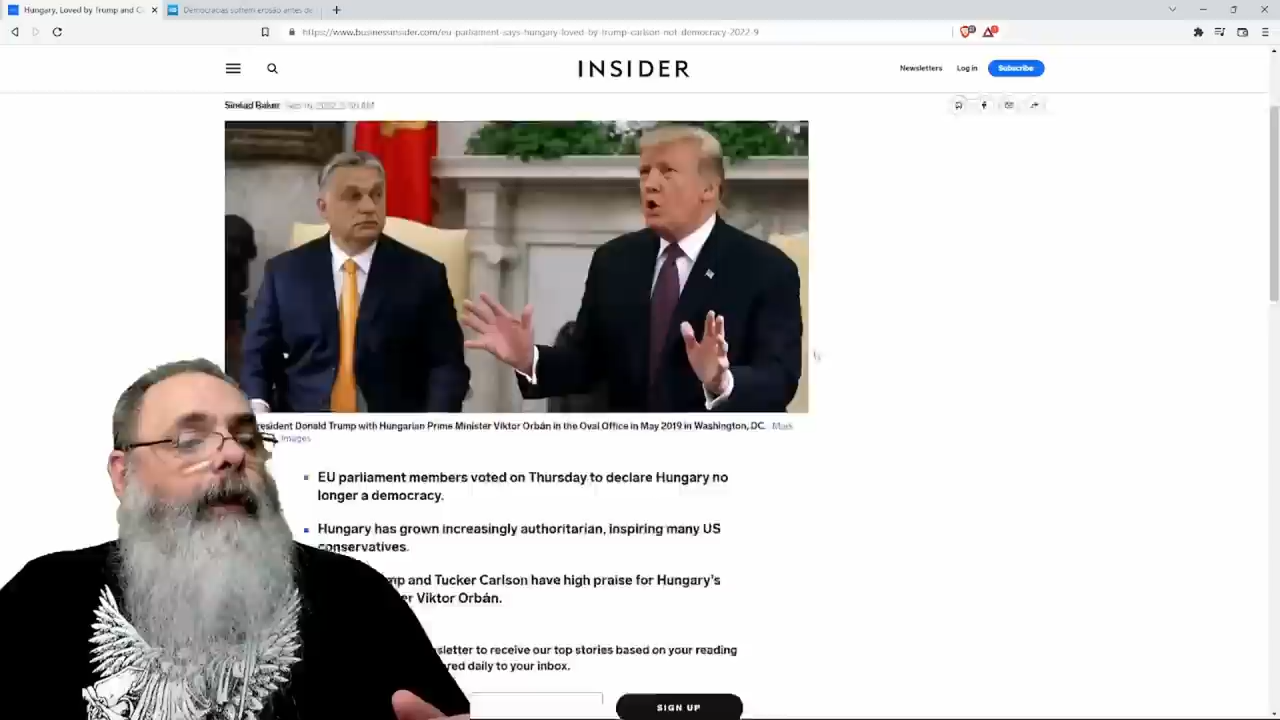 Hungary, Loved by Trump and C
Democracias sofrem erosão antes de
https://www.businessinsider.com/eu-parliament-says-hungary-loved-by-trump-carlson-not-democracy-2022-9
INSIDER
Newsletters
Log in
Subscribe
Sinéad Baker
resident Donald Trump with Hungarian Prime Minister Viktor Orbán in the Oval Office in May 2019 in Washington, DC. Mark
Images
EU parliament members voted on Thursday to declare Hungary no
longer a democracy.
Hungary has grown increasingly authoritarian, inspiring many US
conservatives.
mp and Tucker Carlson have high praise for Hungary's
er Viktor Orbán.
sletter to receive our top stories based on your reading
red daily to your inbox.
SIGN UP